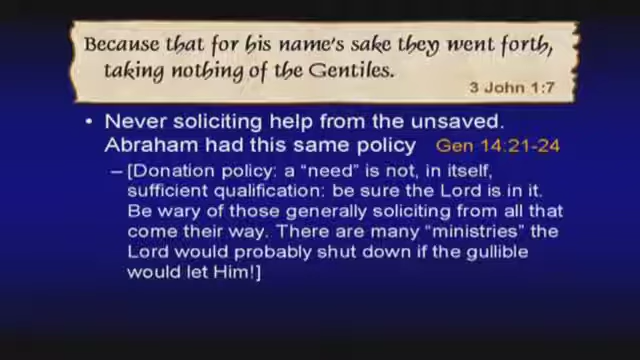 Because that for his name's sake they went forth,
taking nothing of the Gentiles.
3 John 1:7
• Never soliciting help from the unsaved.
Abraham had this same policy Gen 14:21-24
– [Donation policy: a “need” is not, in itself,
sufficient qualification: be sure the Lord is in it.
Be wary of those generally soliciting from all that
come their way. There are many “ministries” the
Lord would probably shut down if the gullible
would let Him!]